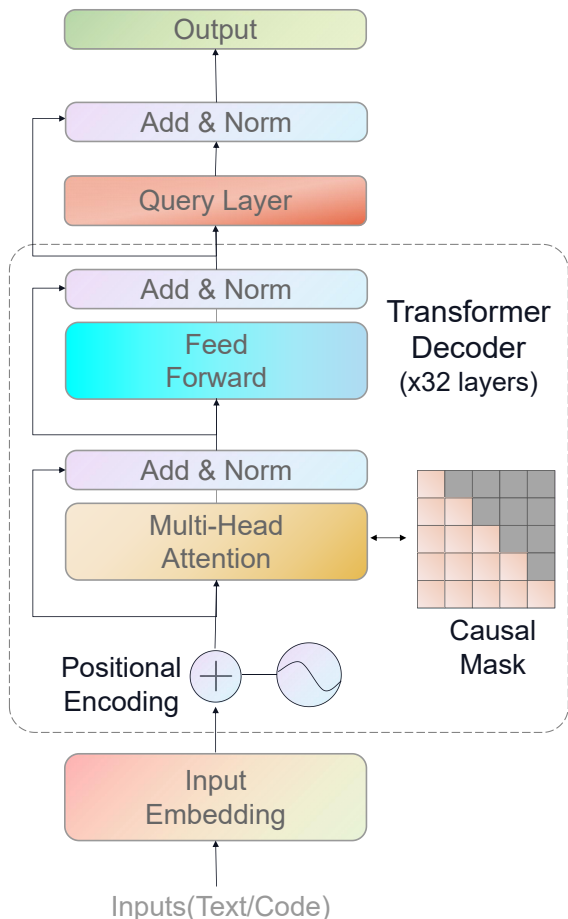 Output
Add & Norm
Query Layer
Add & Norm
Transformer
Decoder
(x32 layers)
Feed
Forward
Add & Norm
Multi-Head
Attention
Causal
Mask
Positional
Encoding
Input
Embedding
Inputs(Text/Code)